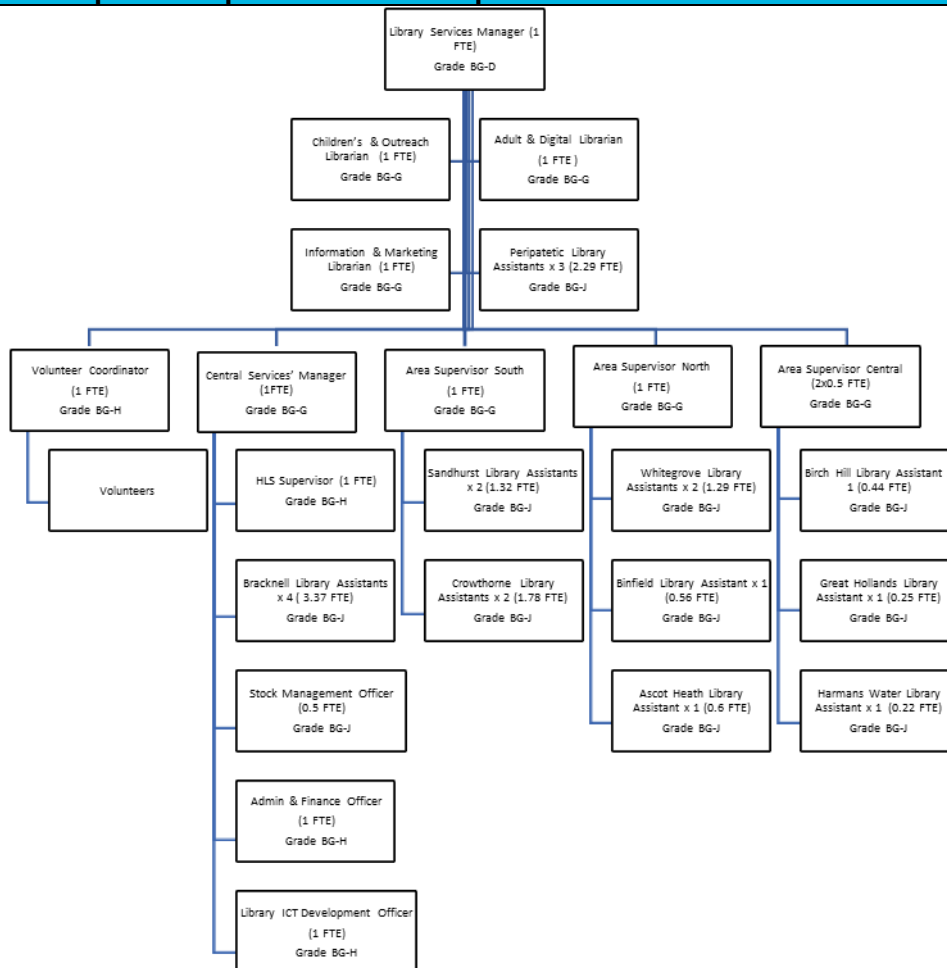 Library Services Manager (1
FTE)
Grade BG-D
Children's & Outreach
Librarian (1 FTE)
Grade BG-G
Adult & Digital Librarian
(1 FTE )
Grade BG-G
Information & Marketing
Librarian (1 FTE)
Grade BG-G
Peripatetic Library
Assistants x 3 (2.29 FTE)
Grade BG-J
Volunteer Coordinator
(1 FTE)
Grade BG-H
Central Services' Manager
(1FTE)
Grade BG-G
Area Supervisor South
(1 FTE)
Grade BG-G
Area Supervisor North
(1 FTE)
Grade BG-G
Area Supervisor Central
(2x0.5 FTE)
Grade BG-G
Volunteers
HLS Supervisor (1 FTE)
Grade BG-H
Bracknell Library Assistants
x 4 ( 3.37 FTE)
Grade BG-J
Stock Management Officer
(0.5 FTE)
Grade BG-J
Admin & Finance Officer
(1 FTE)
Grade BG-H
Library ICT Development Officer
(1 FTE)
Grade BG-H
Sandhurst Library Assistants
x 2 (1.32 FTE)
Grade BG-J
Crowthorne Library
Assistants x 2 (1.78 FTE)
Grade BG-J
Whitegrove Library
Assistants x 2 (1.29 FTE)
Grade BG-J
Binfield Library Assistant x 1
(0.56 FTE)
Grade BG-J
Ascot Heath Library
Assistant x 1 (0.6 FTE)
Grade BG-J
Birch Hill Library Assistant
1 (0.44 FTE)
Grade BG-J
Great Hollands Library
Assistant x 1 (0.25 FTE)
Grade BG-J
Harmans Water Library
Assistant x 1 (0.22 FTE)
Grade BG-J